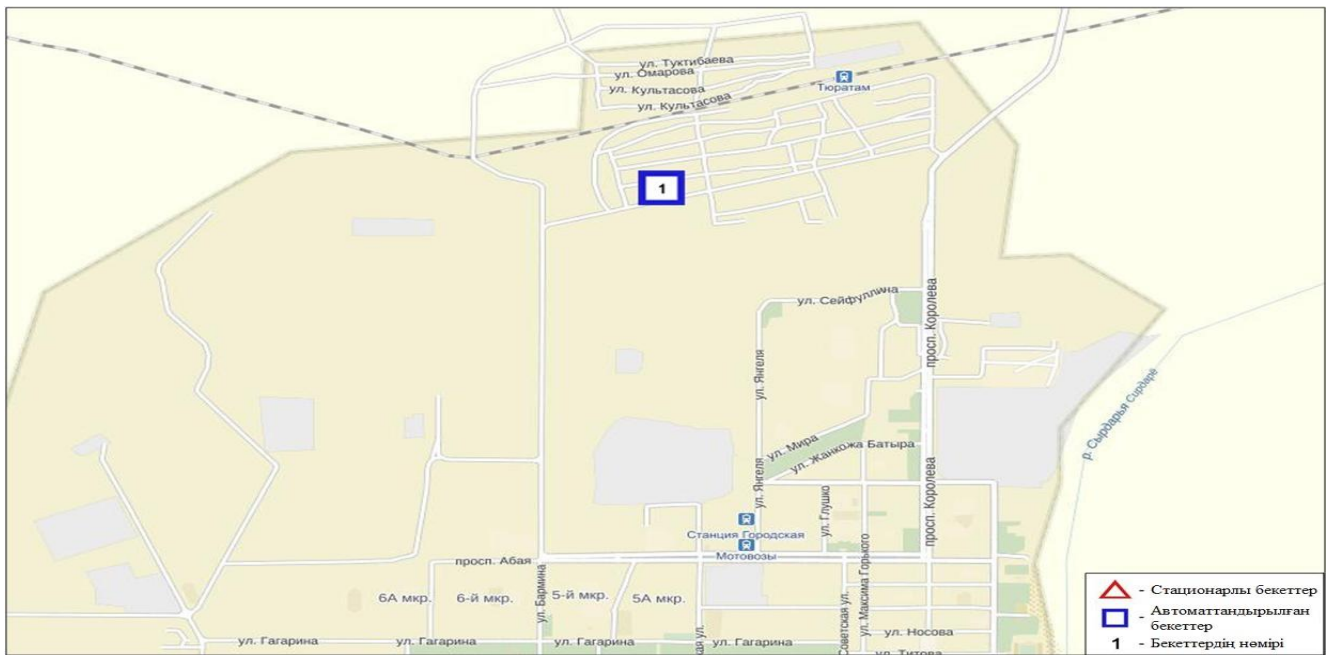 ул. Туктибаева
ул. Омарова
ул. Культасова
ул. Культасова
Тюратам
1
ул. Сейфуллина
просп. Королева
ул. Янгеля
р. Сырдарья Сирдарё
ул. Мира
ул. Жанкожа Батыра
ул. Янгеля
ул. Глушко
просп. Королева
Станция Городская
Мотовозы
просп. Абая
ул. Бармина
ул. Максима Горького
6А мкр.
6-й мкр.
5-й мкр.
5А мкр.
Советская ул.
ул. Носова
ул. Гагарина
ул. Гагарина
ул. Гагарина
ул. Гагарина
ул. Титова
- Стационарлы бекеттер
- Автоматтандырылған
бекеттер
1 - Бекеттердің нөмірі